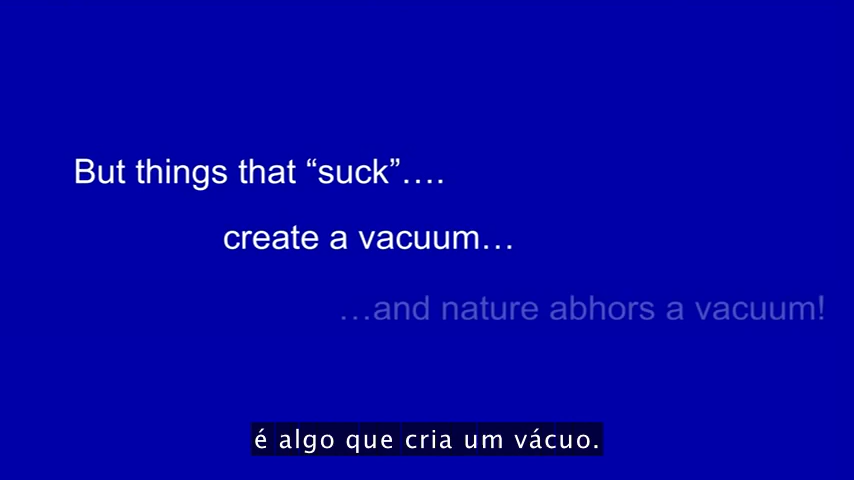 But things that “suck”….
create a vacuum…
…and nature abhors a vacuum!
é algo que cria um vácuo.